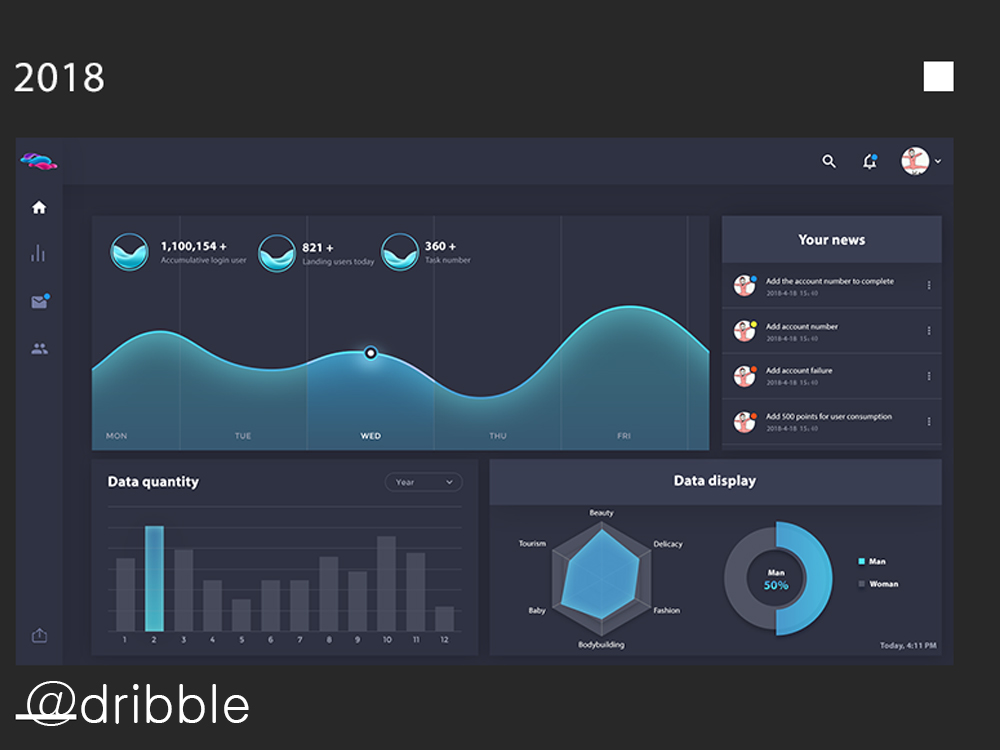 2018
1,100,154 +
Accumulative login user
821 +
Landing users today
360 +
Task number
MON
TUE
WED
THU
FRI
Your news
Add the account number to complete
2018-4-18 15:40
Add account number
2018-4-18 15:40
Add account failure
2018-4-18 15:40
Add 500 points for user consumption
2018-4-18 15:40
Data quantity
Year
1 2 3 4 5 6 7 8 9 10 11 12
Data display
Beauty
Tourism
Delicacy
Baby
Fashion
Bodybuilding
Man
50%
Man
Woman
Today, 4:11 PM
@dribble